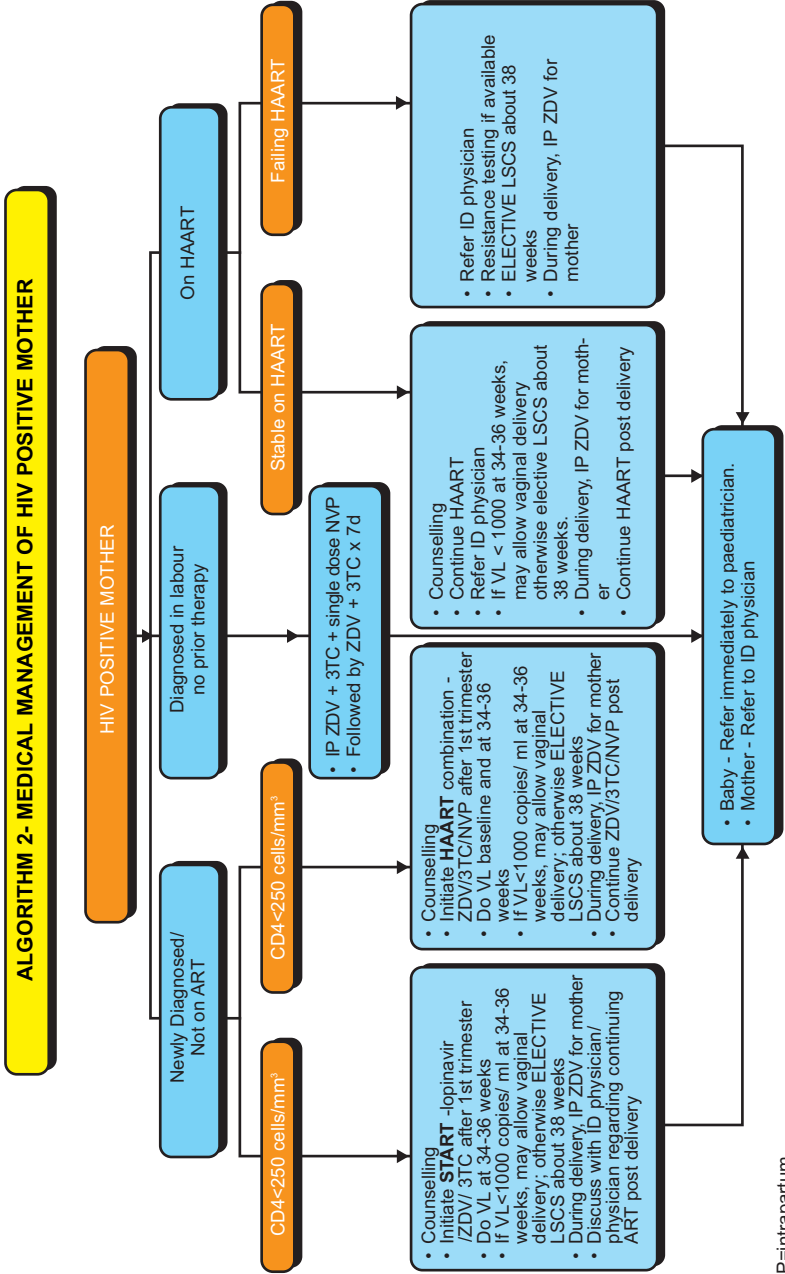 ALGORITHM 2- MEDICAL MANAGEMENT OF HIV POSITIVE MOTHER
HIV POSITIVE MOTHER
Newly Diagnosed/
Not on ART
Diagnosed in labour
no prior therapy
On HAART
CD4<250 cells/mm³
CD4<250 cells/mm³
Stable on HAART
Failing HAART
• IP ZDV + 3TC + single dose NVP
• Followed by ZDV + 3TC x 7d
• Counselling
• Initiate START -lopinavir
/ZDV/ 3TC after 1st trimester
• Do VL at 34-36 weeks
• If VL<1000 copies/ ml at 34-36
weeks, may allow vaginal
delivery; otherwise ELECTIVE
LSCS about 38 weeks
• During delivery, IP ZDV for mother
• Discuss with ID physician/
physician regarding continuing
ART post delivery
• Counselling
• Initiate HAART combination -
ZDV/3TC/NVP after 1st trimester
• Do VL baseline and at 34-36
weeks
• If VL<1000 copies/ ml at 34-36
weeks, may allow vaginal
delivery; otherwise ELECTIVE
LSCS about 38 weeks
• During delivery, IP ZDV for mother
• Continue ZDV/3TC/NVP post
delivery
• Counselling
• Continue HAART
• Refer ID physician
• If VL < 1000 at 34-36 weeks,
may allow vaginal delivery
otherwise elective LSCS about
38 weeks.
• During delivery, IP ZDV for moth-
er
• Continue HAART post delivery
• Refer ID physician
• Resistance testing if available
• ELECTIVE LSCS about 38
weeks
• During delivery, IP ZDV for
mother
• Baby - Refer immediately to paediatrician.
• Mother - Refer to ID physician
P=intrapartum